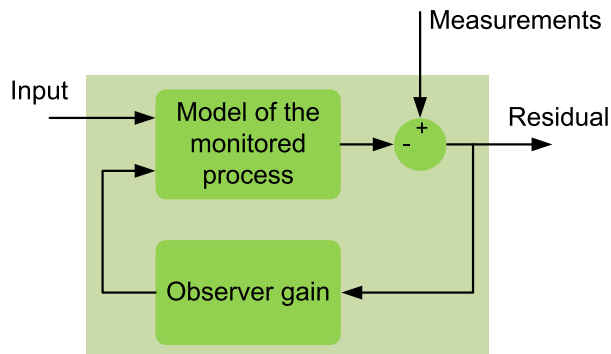 Measurements
Input
Model of the
monitored
process
+
-
Residual
Observer gain